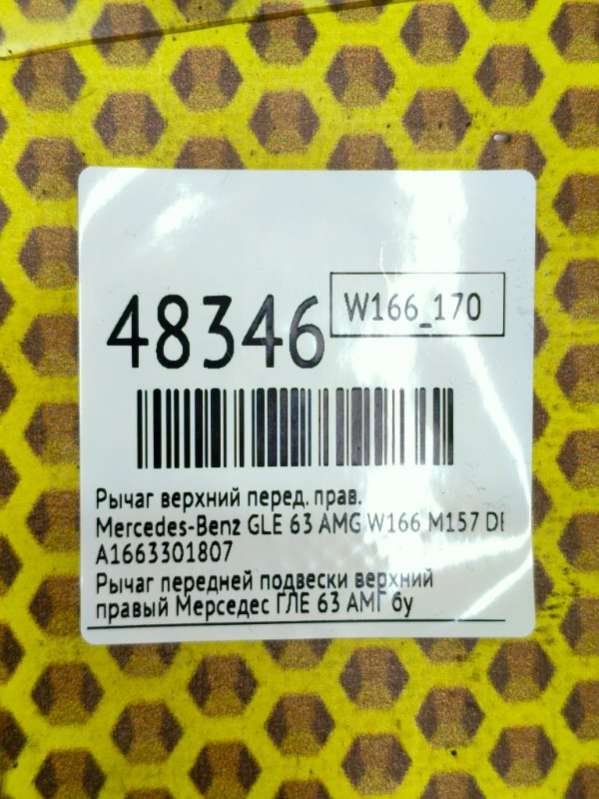 48346
W166_170
Рычаг верхний перед. прав.
Mercedes-Benz GLE 63 AMG W166 M157 DE
A1663301807
Рычаг передней подвески верхний
правый Мерседес ГЛЕ 63 АМГ бу